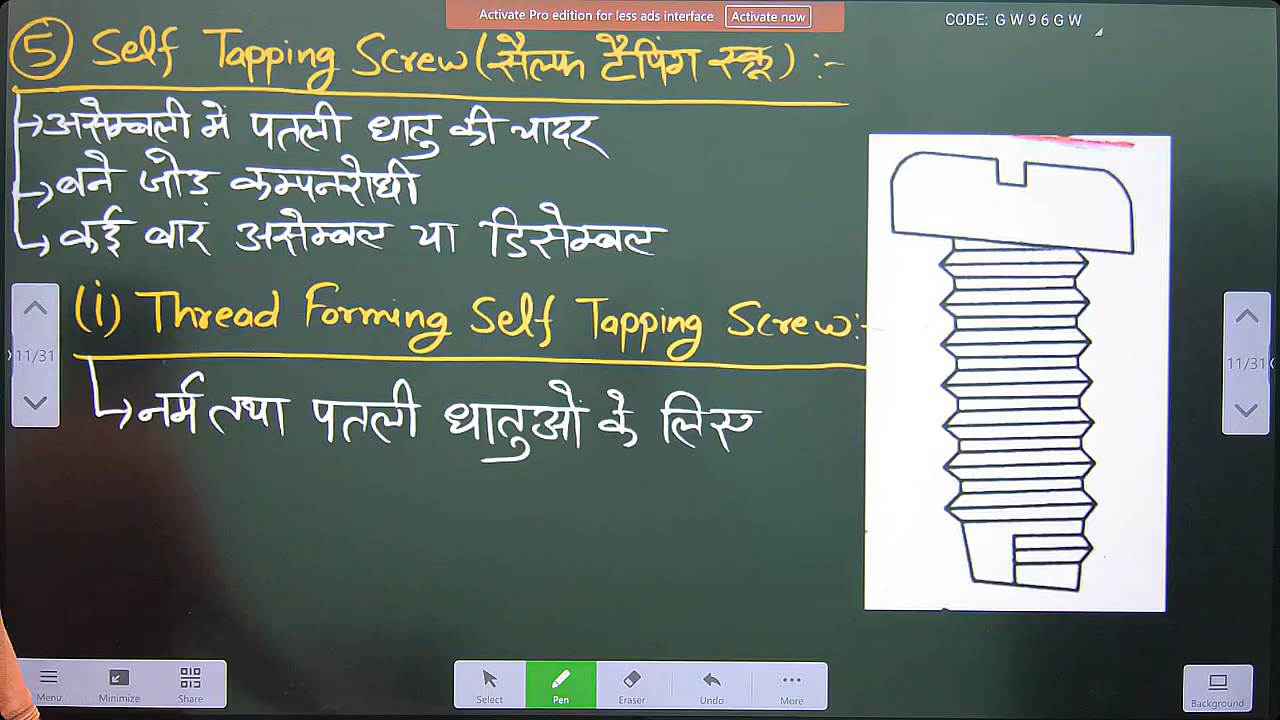 Activate Pro edition for less ads interface Activate now
CODE: GW96GW
5 Self Tapping Screw (सैल्फ टैपिंग स्क्रू) :-
→ असेम्बली में पतली धातु की चादर
→ बने जोड़ कम्पनरोधी
→ कई बार असेम्बल या डिसेम्बल
(i) Thread Forming Self Tapping Screw:-
→ नर्म तथा पतली धातुओं के लिए
11/31
11/31
Menu Minimize Share
Select Pen Eraser Undo More
Background